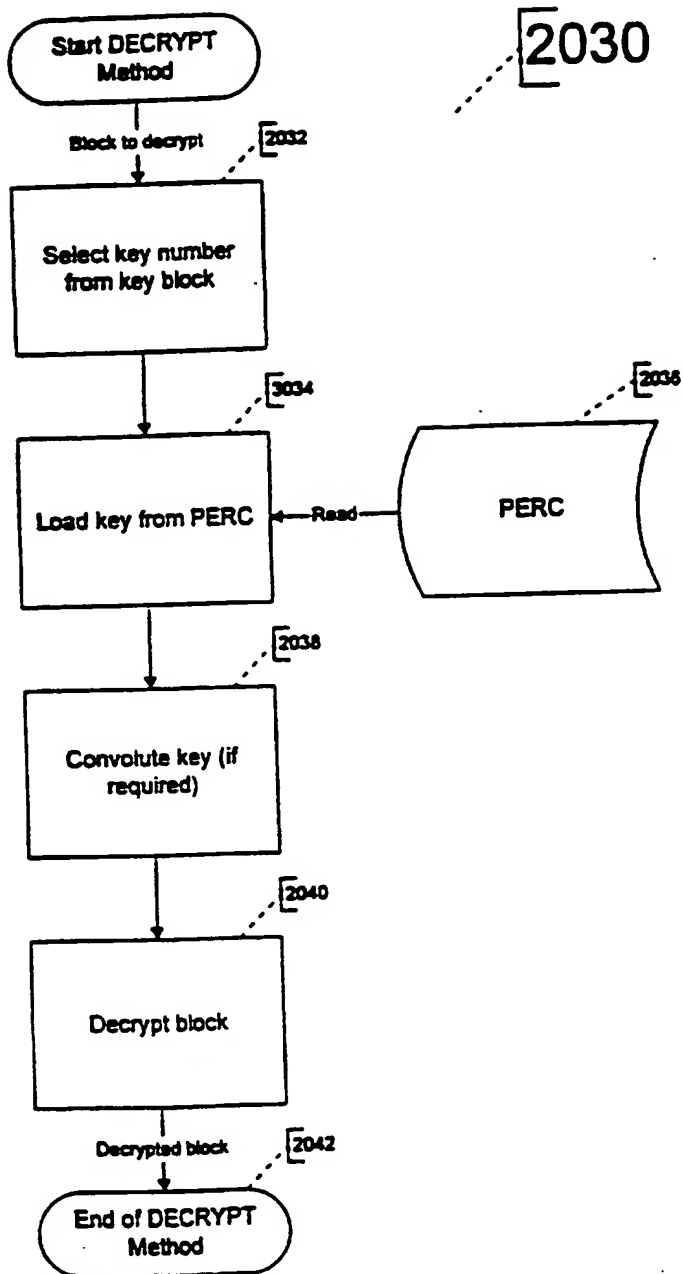 2030
Start DECRYPT
Method
Block to decrypt
2032
Select key number
from key block
3034
2036
Load key from PERC
Read
PERC
2038
Convolute key (if
required)
2040
Decrypt block
Decrypted block
2042
End of DECRYPT
Method